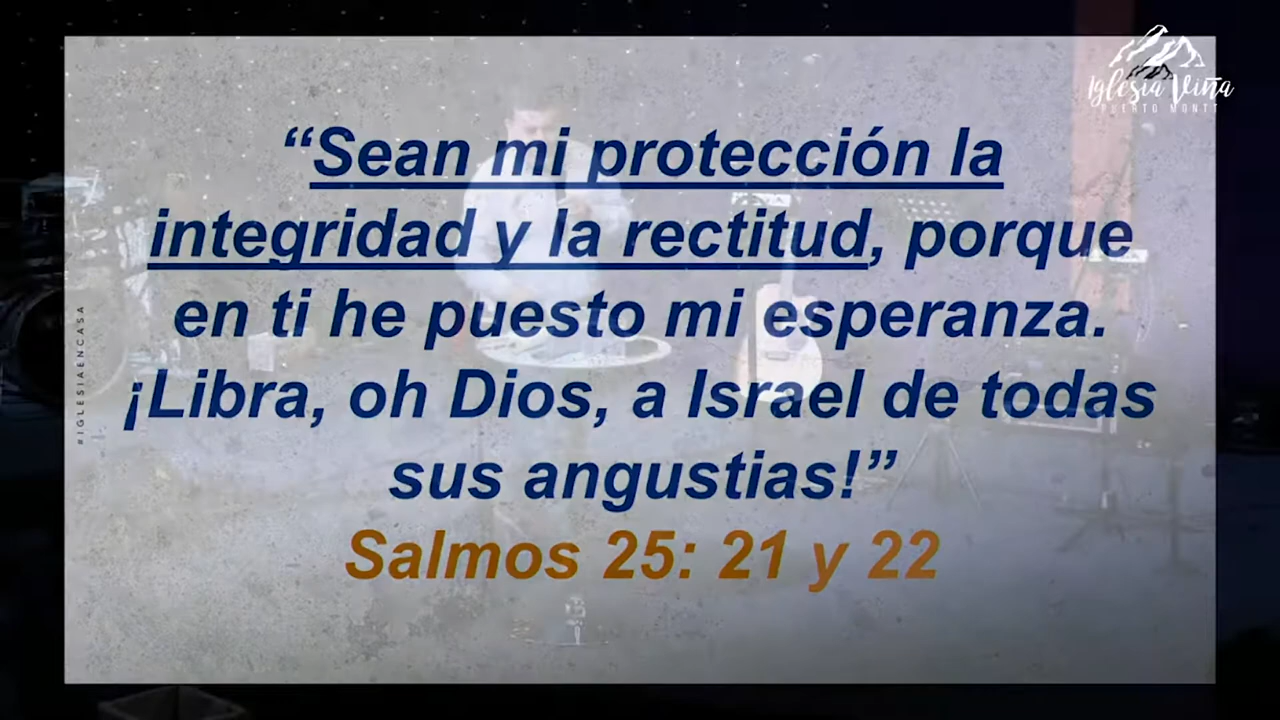 Iglesia Viña
PUERTO MONTT
“Sean mi protección la
integridad y la rectitud, porque
en ti he puesto mi esperanza.
¡Libra, oh Dios, a Israel de todas
sus angustias!”
Salmos 25: 21 y 22
#IGLESIAENCASA